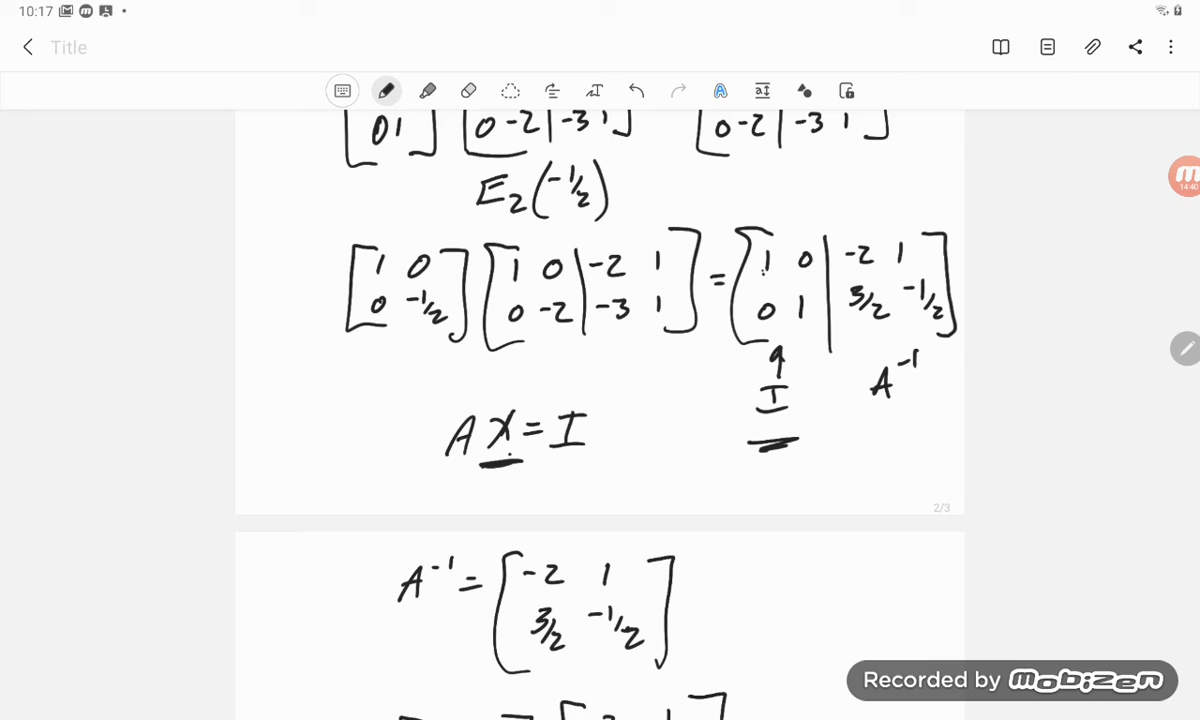 10:17
Title
[0 1] [0 -2 | -3 1] [0 -2 | -3 1]
E₂(-1/2)
[1 0 [1 0 | -2 1 = [1 0 | -2 1
0 -1/2] 0 -2 | -3 1] 0 1 | 3/2 -1/2]
I A⁻¹
A X = I
2/3
A⁻¹ = [-2 1
3/2 -1/2]
14:40
Recorded by mobizen